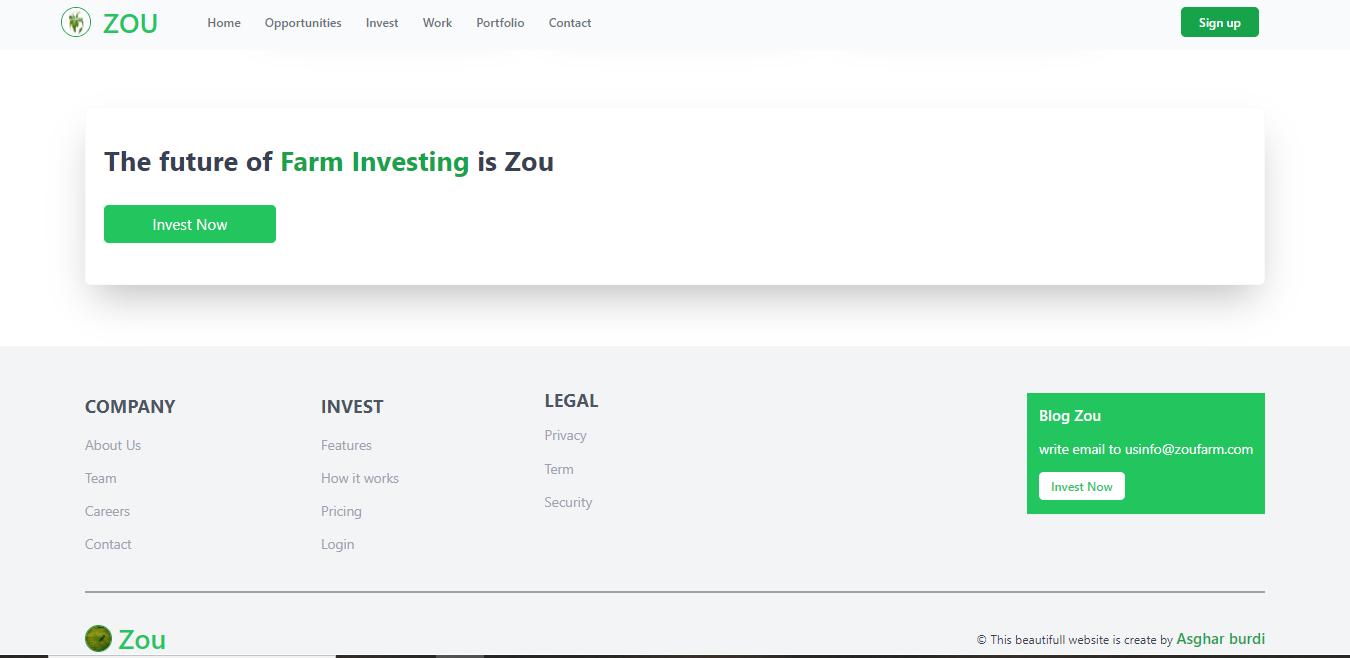 ZOU
Home Opportunities Invest Work Portfolio Contact
Sign up
The future of Farm Investing is Zou
Invest Now
COMPANY
About Us
Team
Careers
Contact
INVEST
Features
How it works
Pricing
Login
LEGAL
Privacy
Term
Security
Blog Zou
write email to usinfo@zoufarm.com
Invest Now
Zou
© This beautifull website is create by Asghar burdi